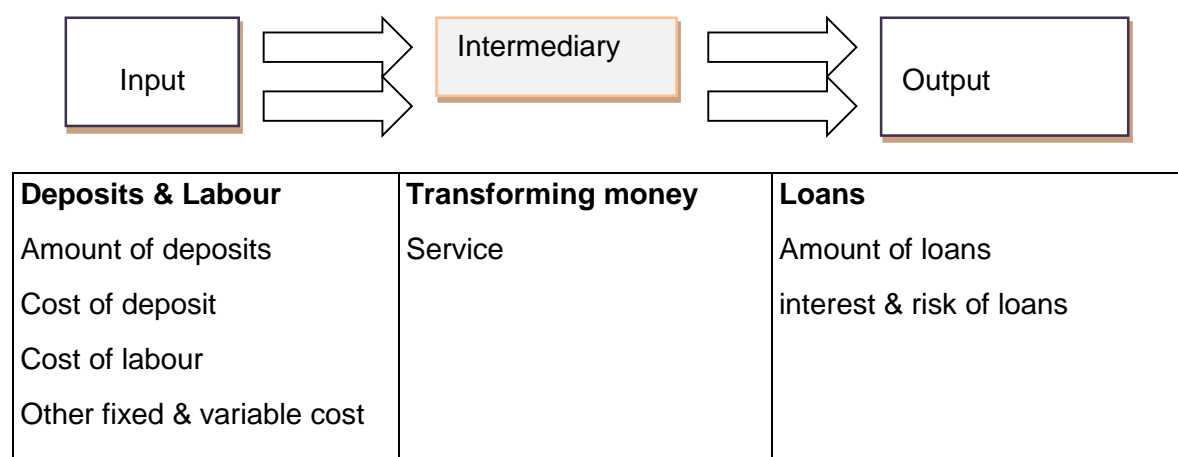 Input
Intermediary
Output
Deposits & Labour
Amount of deposits
Cost of deposit
Cost of labour
Other fixed & variable cost
Transforming money
Service
Loans
Amount of loans
interest & risk of loans